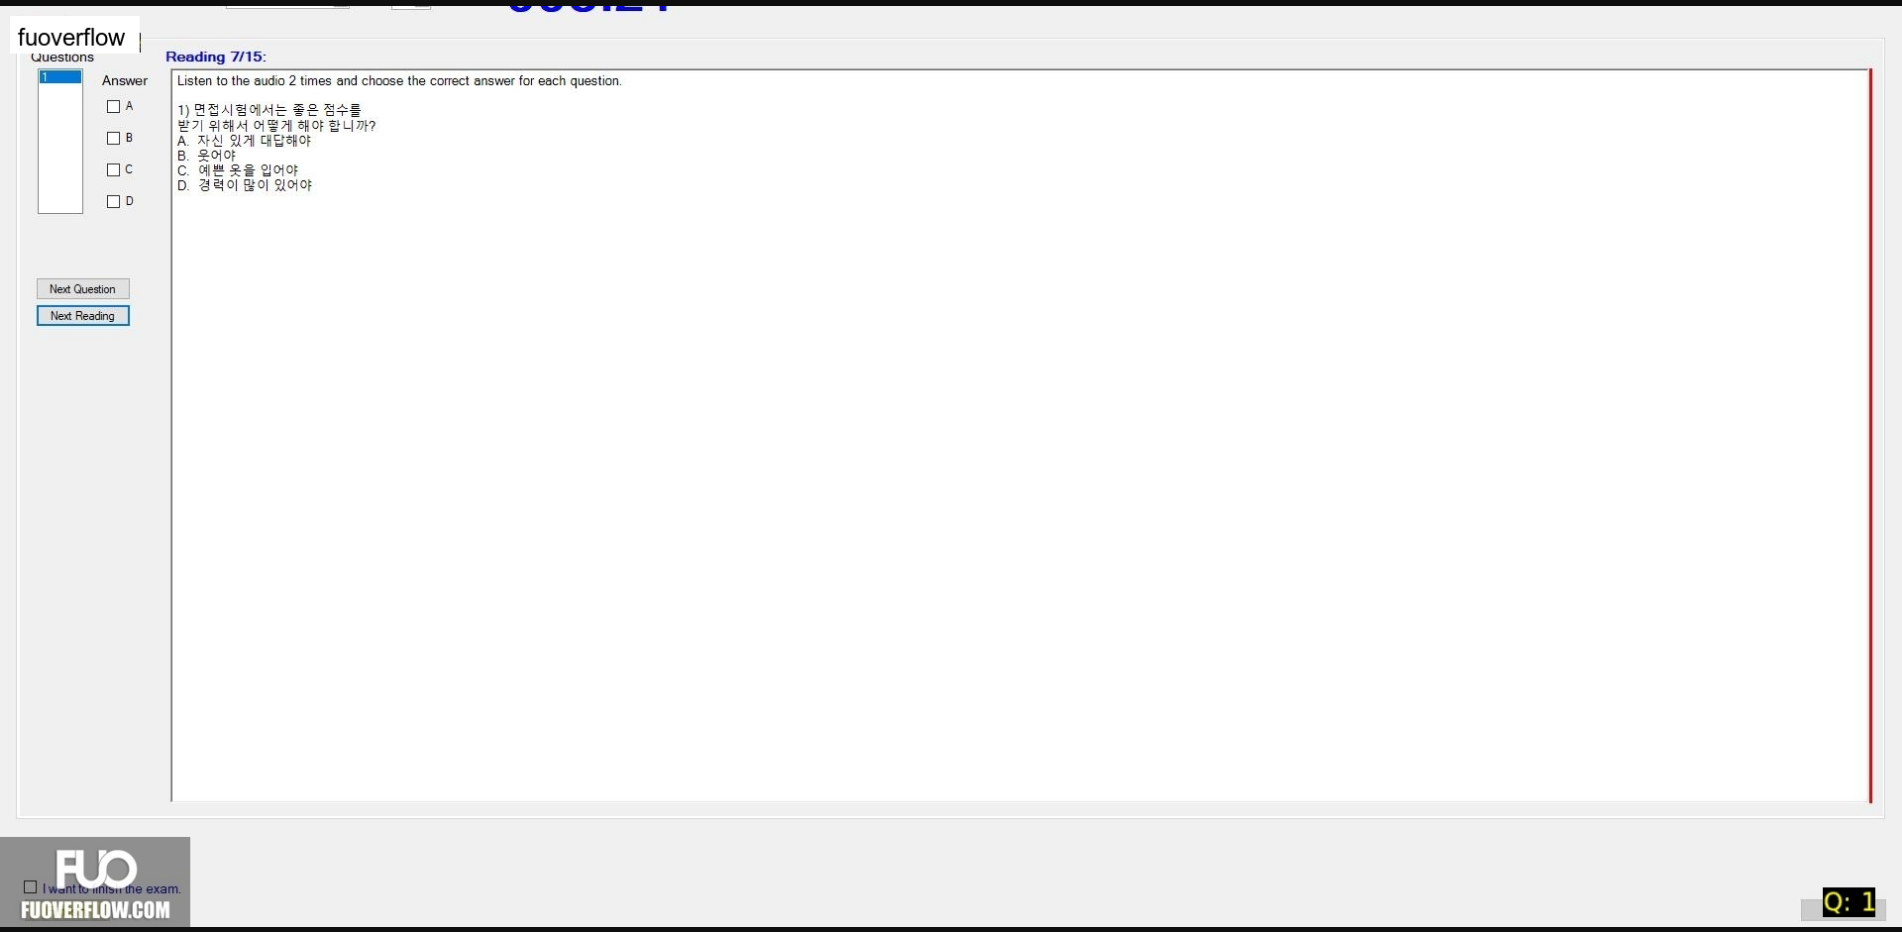 fuoverflow
Questions
Reading 7/15:
1
Answer
Listen to the audio 2 times and choose the correct answer for each question.
A
1) 면접시험에서는 좋은 점수를
받기 위해서 어떻게 해야 합니까?
B
A. 자신 있게 대답해야
B. 웃어야
C
C. 예쁜 옷을 입어야
D. 경력이 많이 있어야
D
Next Question
Next Reading
FUO
I want to finish the exam.
FUOVERFLOW.COM
Q: 1